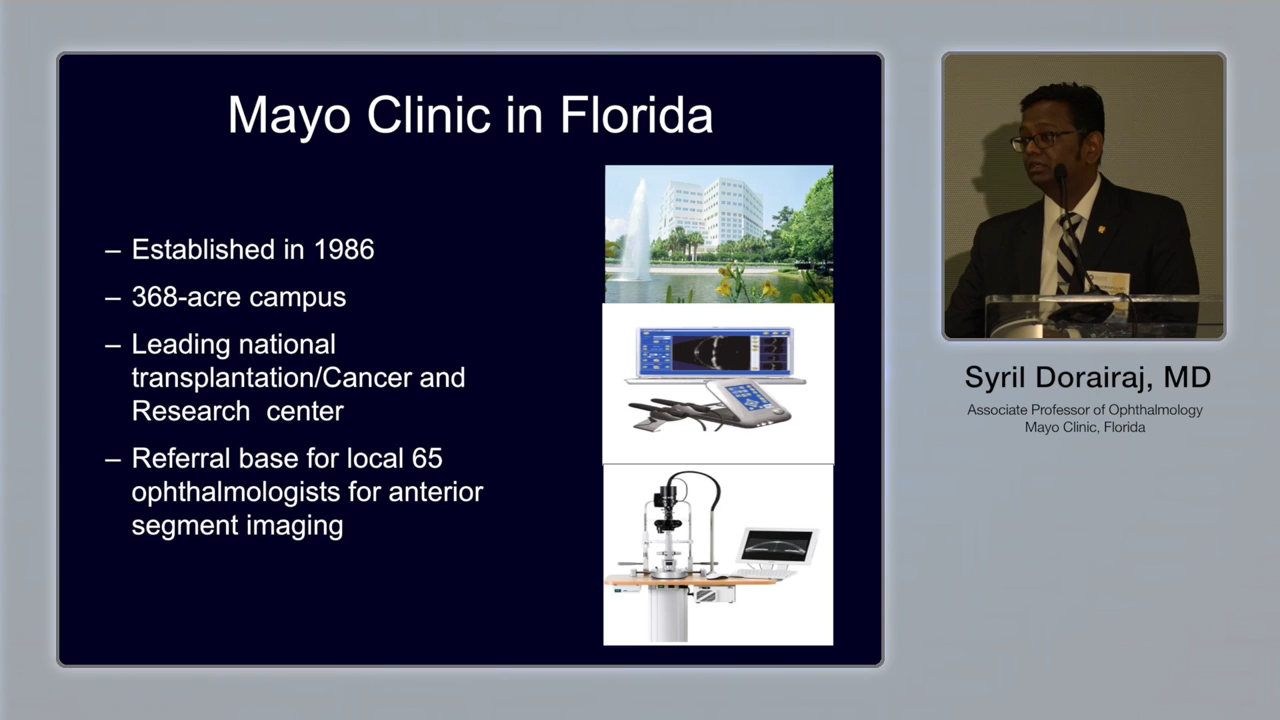 Mayo Clinic in Florida
– Established in 1986
– 368-acre campus
– Leading national
transplantation/Cancer and
Research center
– Referral base for local 65
ophthalmologists for anterior
segment imaging
Syril Dorairaj, MD
Associate Professor of Ophthalmology
Mayo Clinic, Florida